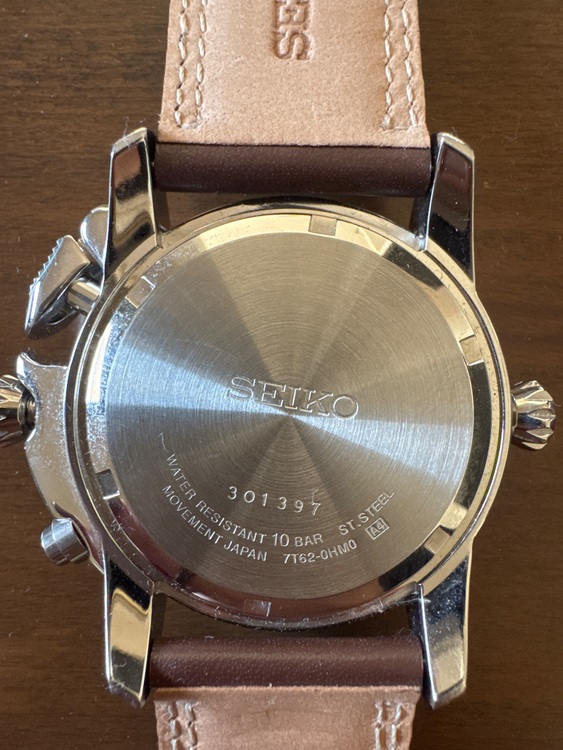 SEIKO
301397
WATER RESISTANT 10 BAR ST.STEEL
MOVEMENT JAPAN 7T62-0HM0 A4